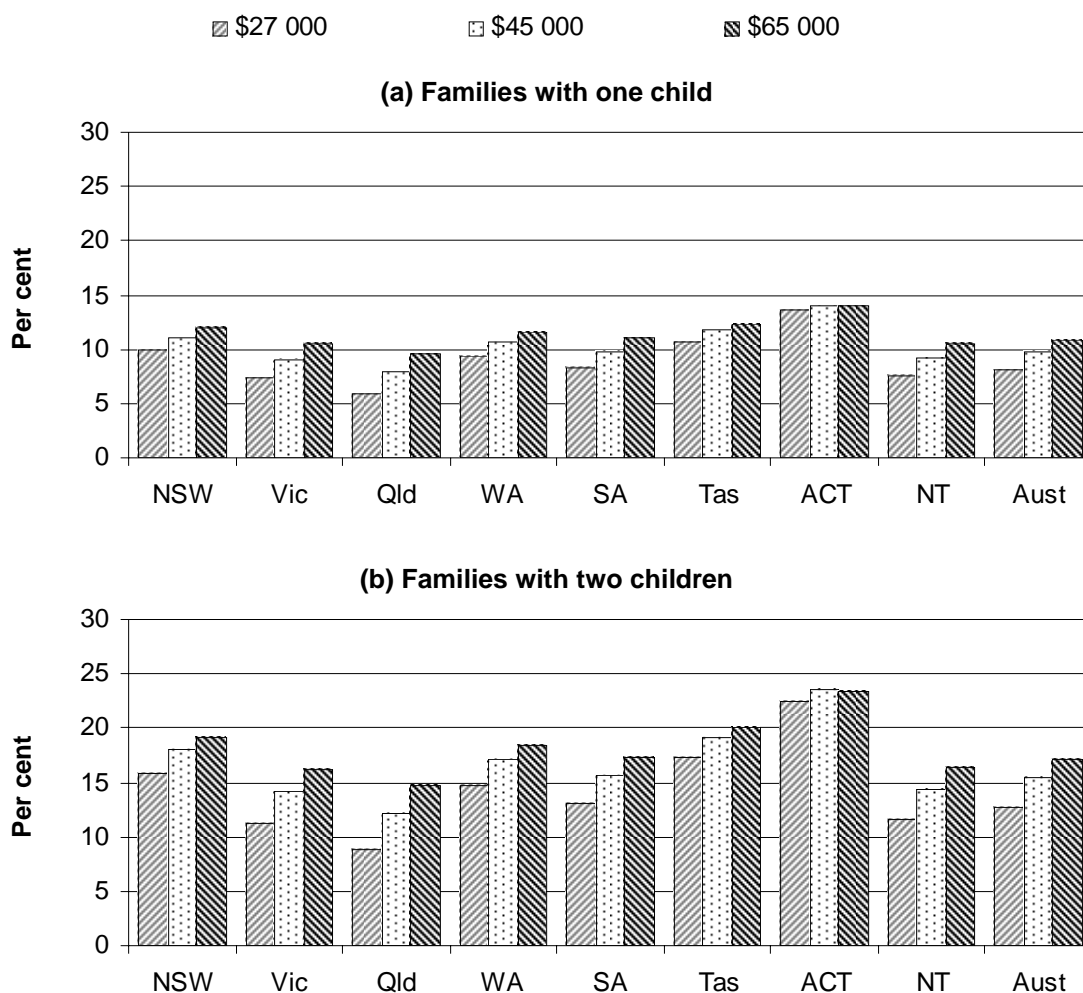 $27 000 $45 000 $65 000
(a) Families with one child
Per cent
30
25
20
15
10
5
0
NSW Vic Qld WA SA Tas ACT NT Aust
(b) Families with two children
Per cent
30
25
20
15
10
5
0
NSW Vic Qld WA SA Tas ACT NT Aust